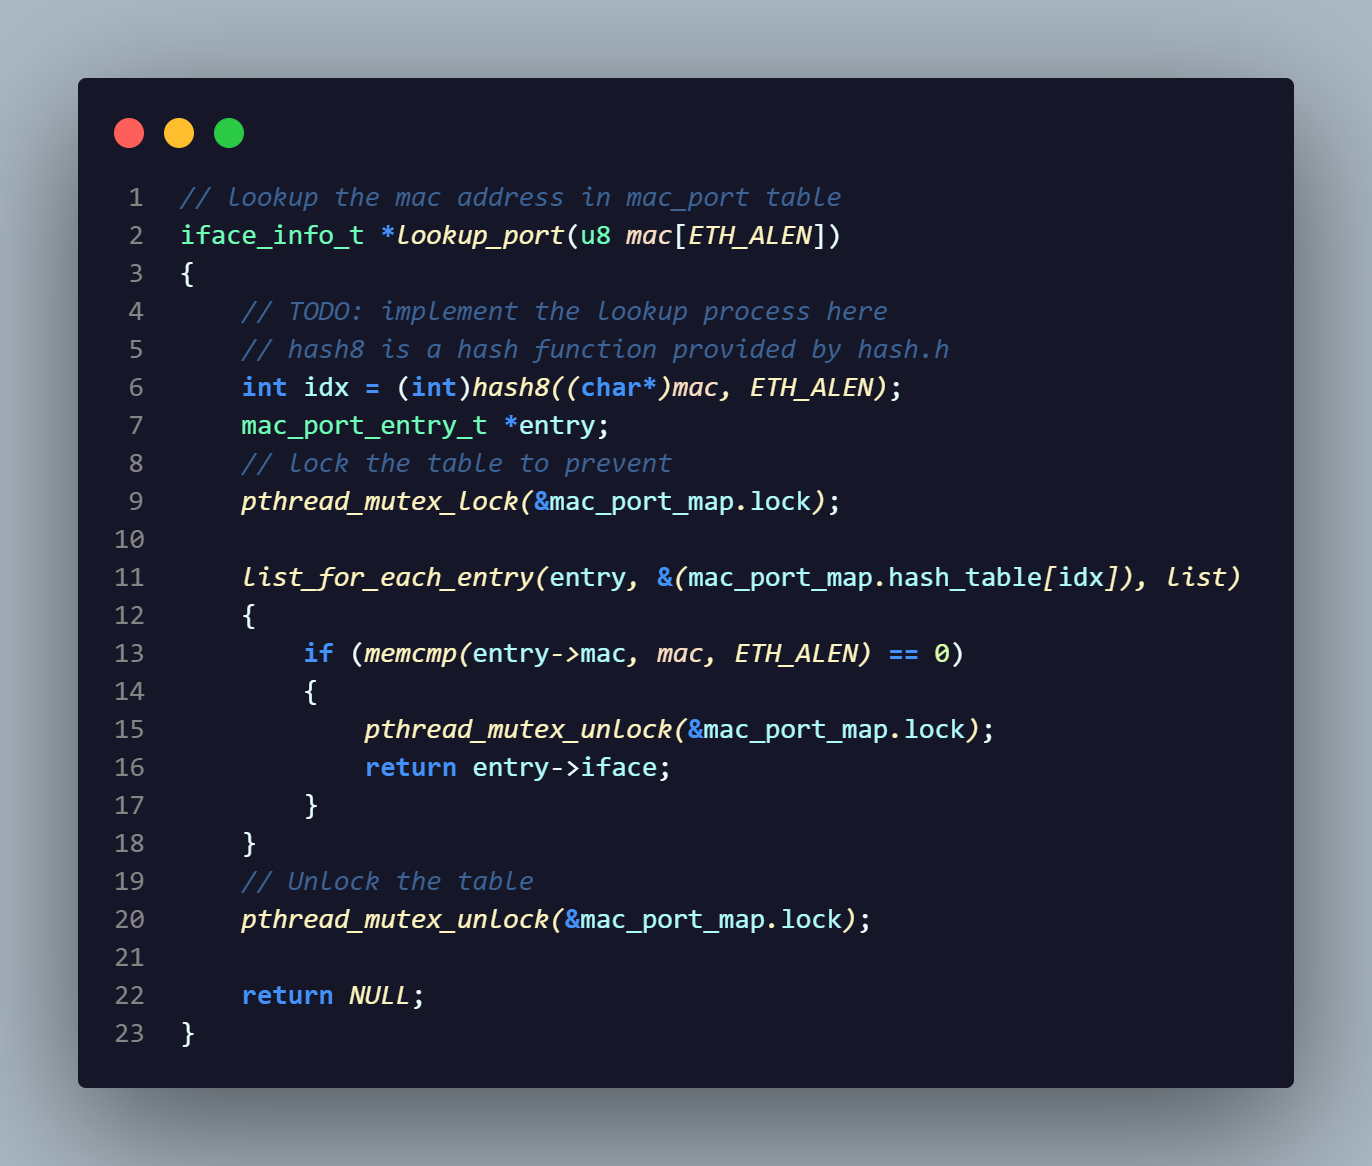 1 // lookup the mac address in mac_port table
2 iface_info_t *lookup_port(u8 mac[ETH_ALEN])
3 {
4     // TODO: implement the lookup process here
5     // hash8 is a hash function provided by hash.h
6     int idx = (int)hash8((char*)mac, ETH_ALEN);
7     mac_port_entry_t *entry;
8     // lock the table to prevent
9     pthread_mutex_lock(&mac_port_map.lock);
10
11     list_for_each_entry(entry, &(mac_port_map.hash_table[idx]), list)
12     {
13         if (memcmp(entry->mac, mac, ETH_ALEN) == 0)
14         {
15             pthread_mutex_unlock(&mac_port_map.lock);
16             return entry->iface;
17         }
18     }
19     // Unlock the table
20     pthread_mutex_unlock(&mac_port_map.lock);
21
22     return NULL;
23 }